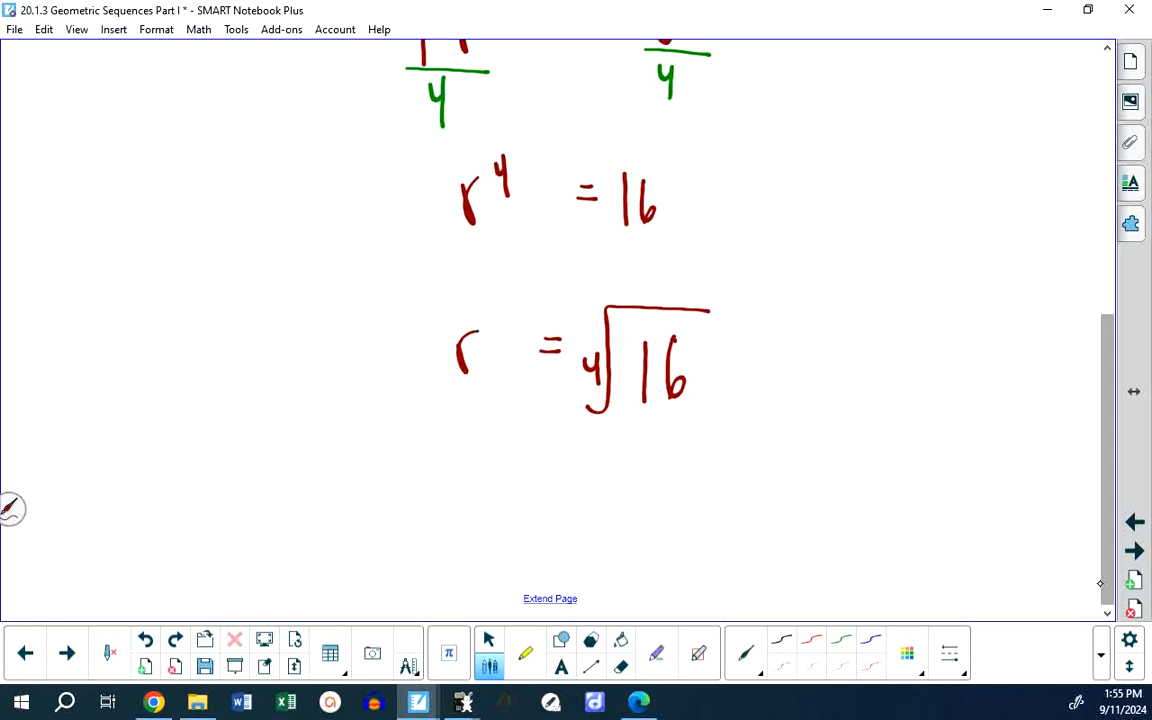 20.1.3 Geometric Sequences Part I * - SMART Notebook Plus
File Edit View Insert Format Math Tools Add-ons Account Help
4 4
r^4 = 16
r = ∜16
Extend Page
1:55 PM
9/11/2024